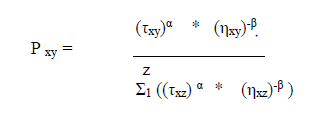 (τxy)α * (ηxy)-β.
P xy =
z
Σ1 ((τxz) α * (ηxz)-β )